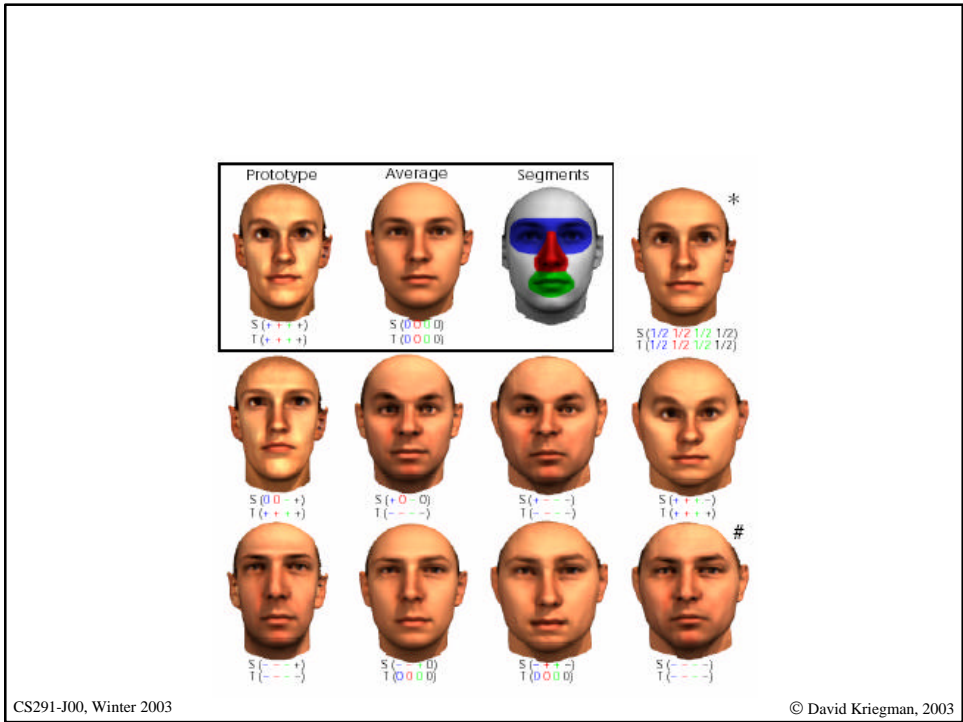 Prototype Average Segments
*
S (+ + + +) S (0 0 0 0) S (1/2 1/2 1/2 1/2)
T (+ + + +) T (0 0 0 0) T (1/2 1/2 1/2 1/2)
S (0 0 - +) S (+ 0 - 0) S (+ - - -) S (+ + + -)
T (+ + + +) T (- - - -) T (- - - -) T (+ + + +)
#
S (- - - +) S (- - + 0) S (- + + -) S (- - - -)
T (- - - -) T (0 0 0 0) T (0 0 0 0) T (- - - -)
CS291-J00, Winter 2003 © David Kriegman, 2003